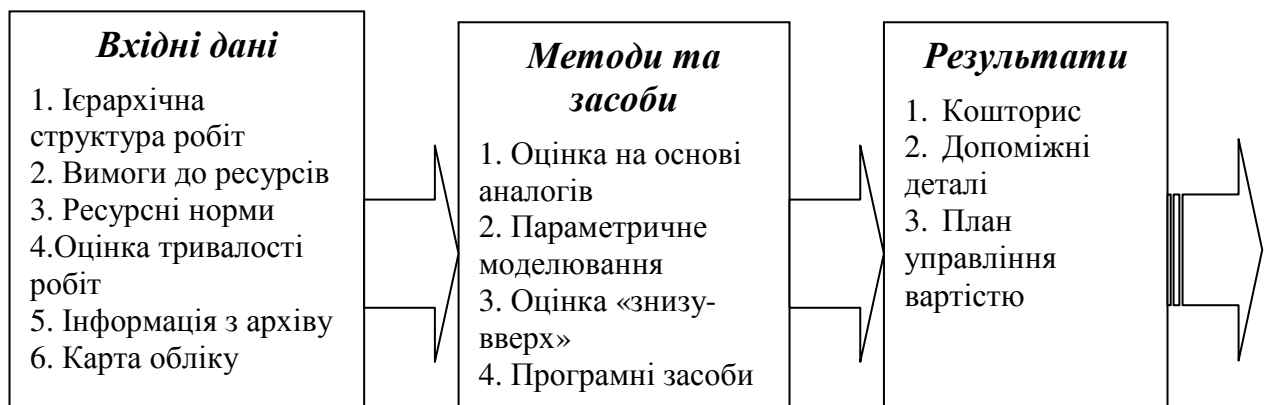 Вхідні дані
1. Ієрархічна
структура робіт
2. Вимоги до ресурсів
3. Ресурсні норми
4.Оцінка тривалості
робіт
5. Інформація з архіву
6. Карта обліку
Методи та
засоби
1. Оцінка на основі
аналогів
2. Параметричне
моделювання
3. Оцінка «знизу-
вверх»
4. Програмні засоби
Результати
1. Кошторис
2. Допоміжні
деталі
3. План
управління
вартістю